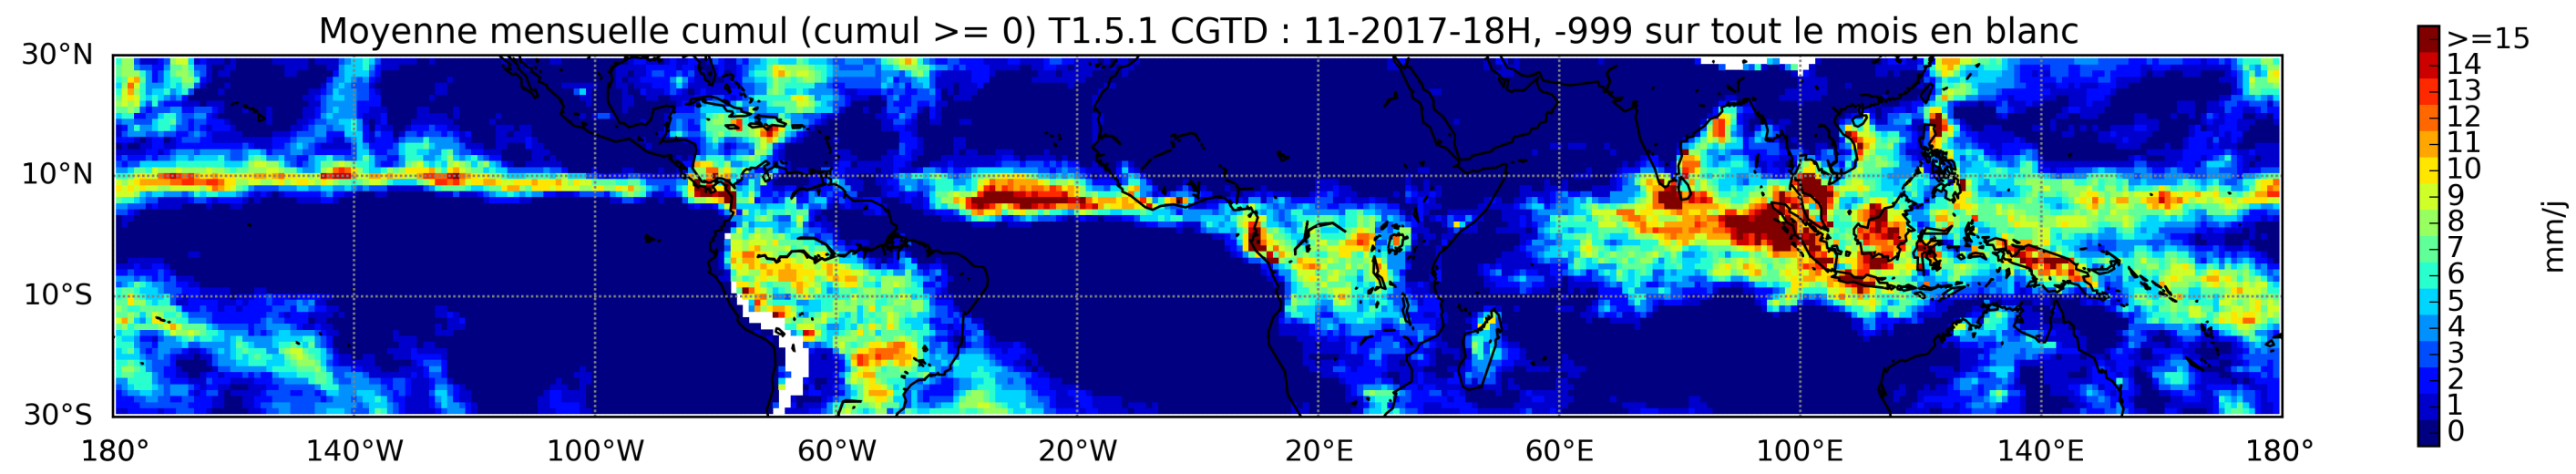 Moyenne mensuelle cumul (cumul >= 0) T1.5.1 CGTD : 11-2017-18H, -999 sur tout le mois en blanc
30°N
10°N
10°S
30°S
180°
140°W
100°W
60°W
20°W
20°E
60°E
100°E
140°E
180°
>=15
14
13
12
11
10
9
8
7
6
5
4
3
2
1
0
mm/j